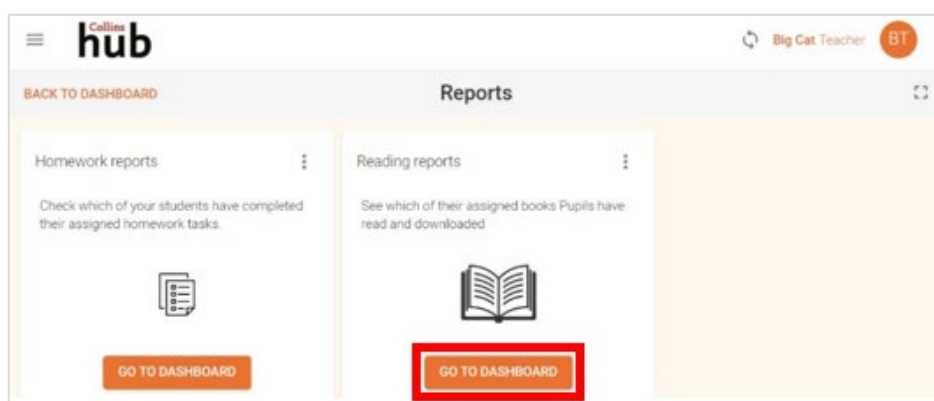 Collins
hub
Big Cat Teacher
BT
BACK TO DASHBOARD
Reports
Homework reports
Check which of your students have completed
their assigned homework tasks.
GO TO DASHBOARD
Reading reports
See which of their assigned books Pupils have
read and downloaded
GO TO DASHBOARD